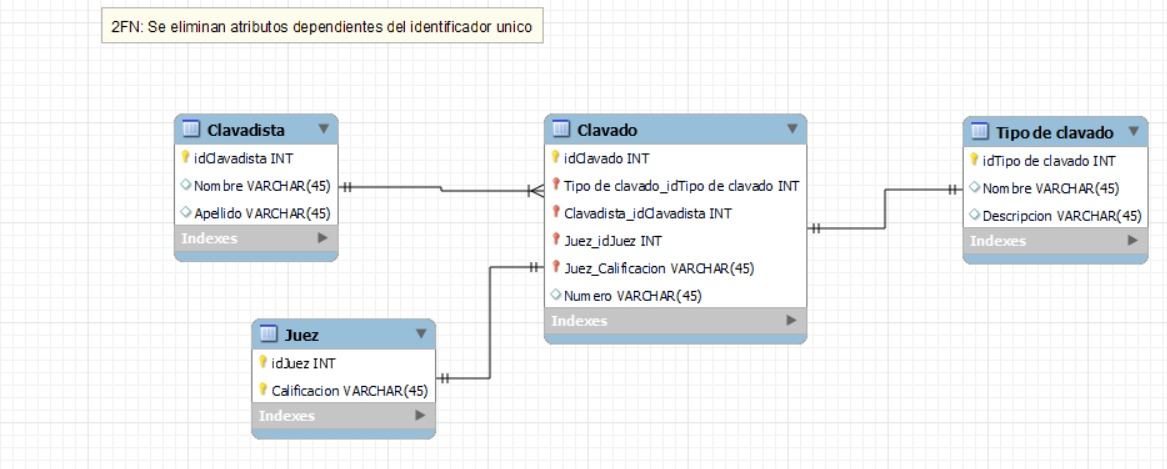 2FN: Se eliminan atributos dependientes del identificador unico
Clavadista
idClavadista INT
Nombre VARCHAR(45)
Apellido VARCHAR(45)
Indexes
Clavado
idClavado INT
Tipo de clavado_idTipo de clavado INT
Clavadista_idClavadista INT
Juez_idJuez INT
Juez_Calificacion VARCHAR(45)
Numero VARCHAR(45)
Indexes
Tipo de clavado
idTipo de clavado INT
Nombre VARCHAR(45)
Descripcion VARCHAR(45)
Indexes
Juez
idJuez INT
Calificacion VARCHAR(45)
Indexes